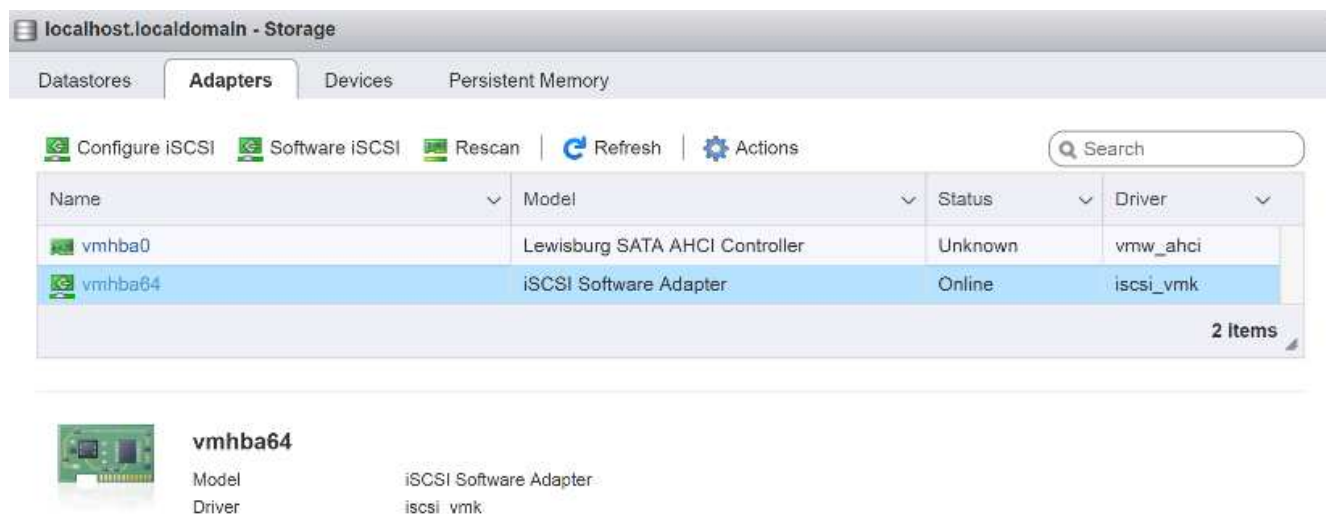 localhost.localdomain - Storage
Datastores Adapters Devices Persistent Memory
Configure iSCSI Software iSCSI Rescan Refresh Actions Search
Name Model Status Driver
vmhba0 Lewisburg SATA AHCI Controller Unknown vmw_ahci
vmhba64 iSCSI Software Adapter Online iscsi_vmk
2 items
vmhba64
Model iSCSI Software Adapter
Driver iscsi_vmk